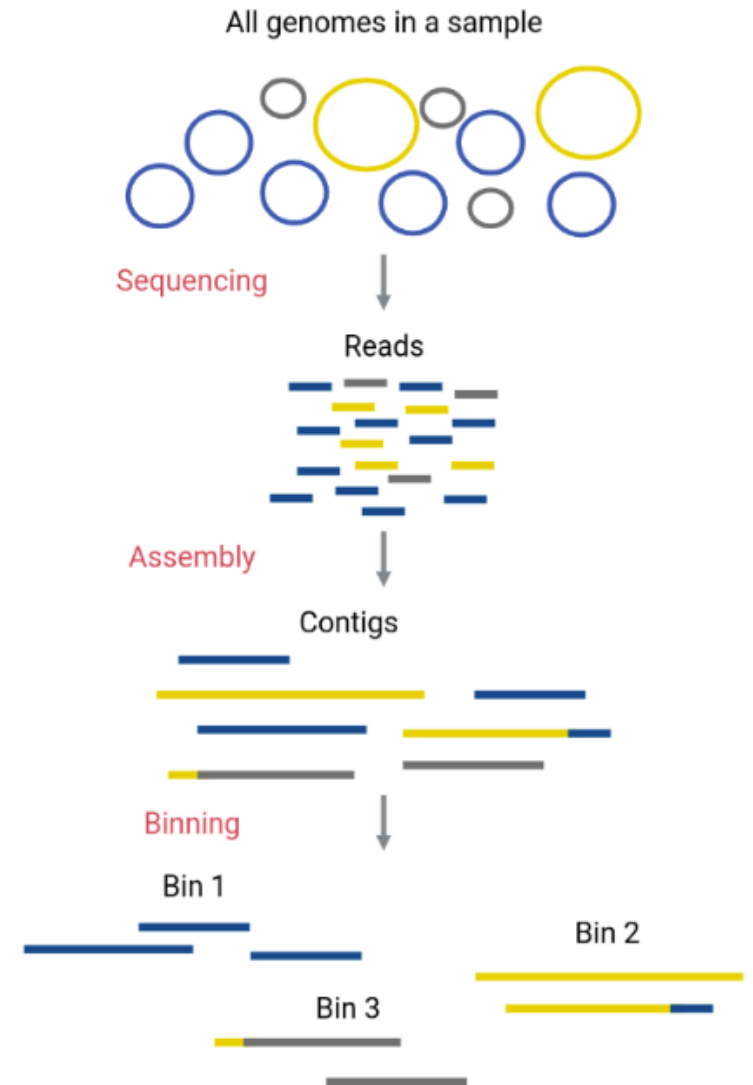 All genomes in a sample
Sequencing
Reads
Assembly
Contigs
Binning
Bin 1
Bin 2
Bin 3